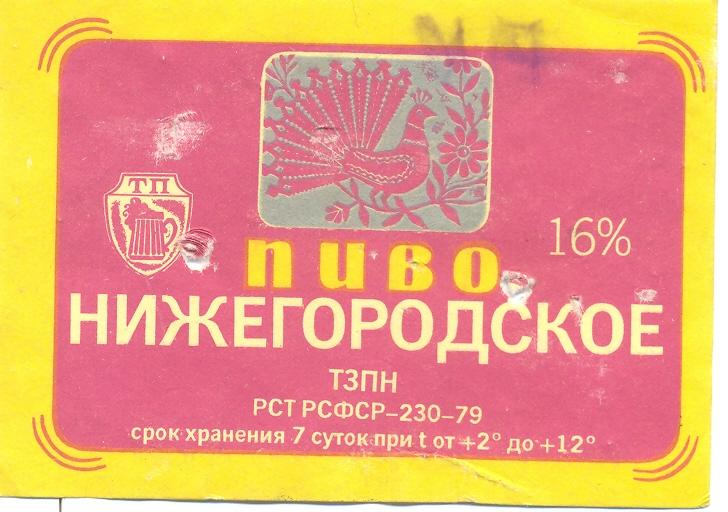 ТП
16%
пиво
НИЖЕГОРОДСКОЕ
ТЗПН
РСТ РСФСР-230-79
срок хранения 7 суток при t от +2° до +12°